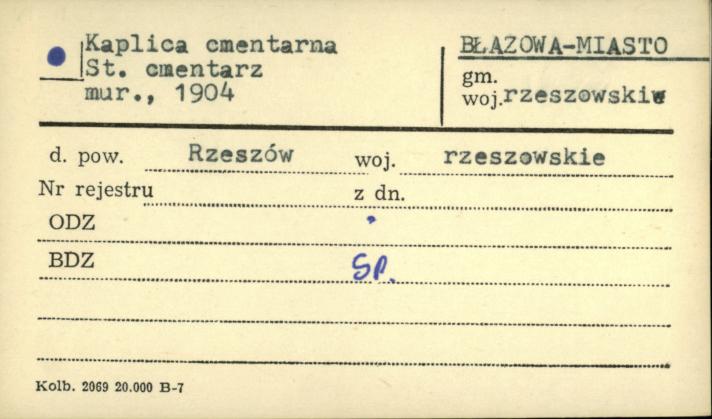 Kaplica cmentarna
St. cmentarz
mur., 1904
BŁAZOWA-MIASTO
gm.
woj. rzeszowskie
d. pow. Rzeszów woj. rzeszowskie
Nr rejestru z dn.
ODZ
BDZ SP.
Kolb. 2069 20.000 B-7